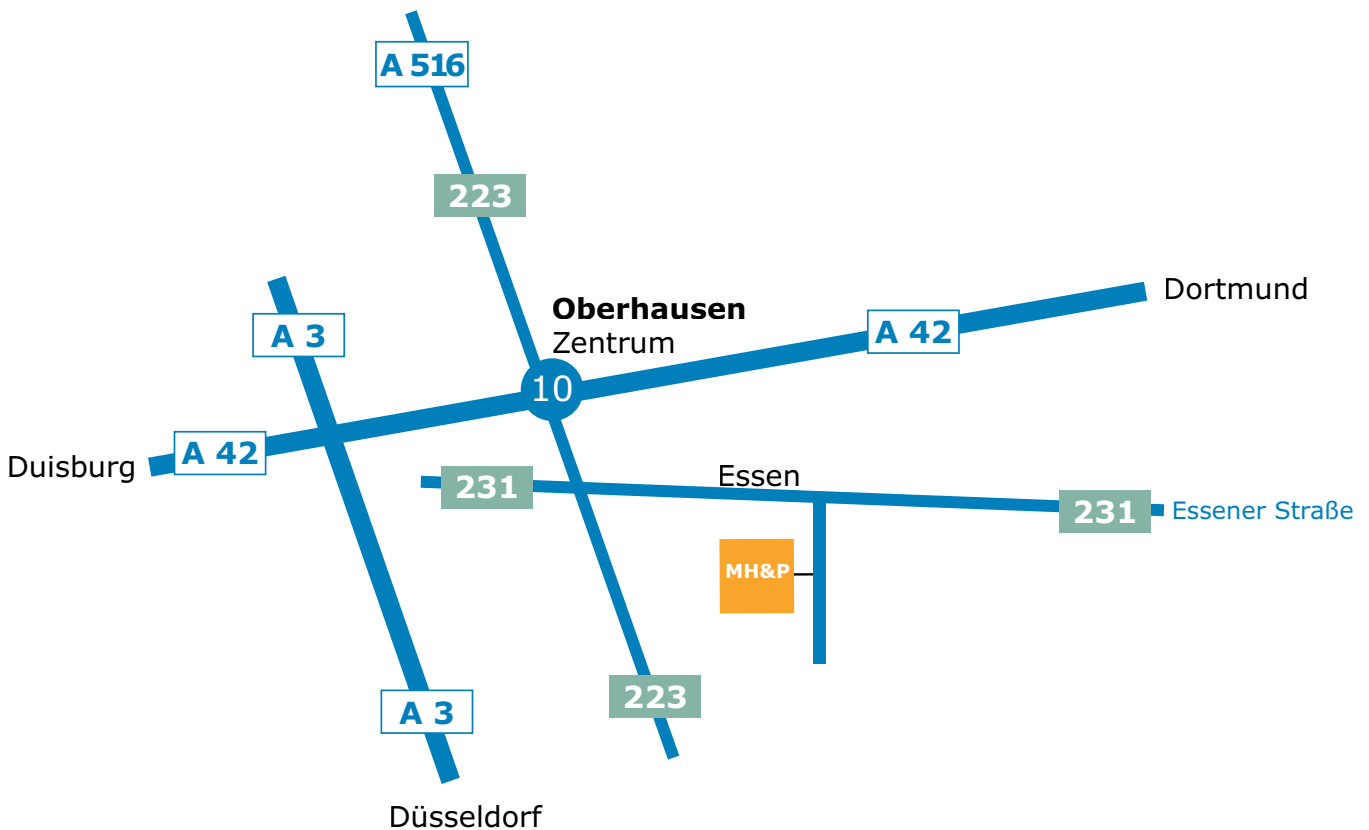 A 516
223
Dortmund
Oberhausen
Zentrum
A 3
A 42
10
Duisburg
A 42
Essen
231
231
Essener Straße
MH&P
223
A 3
Düsseldorf